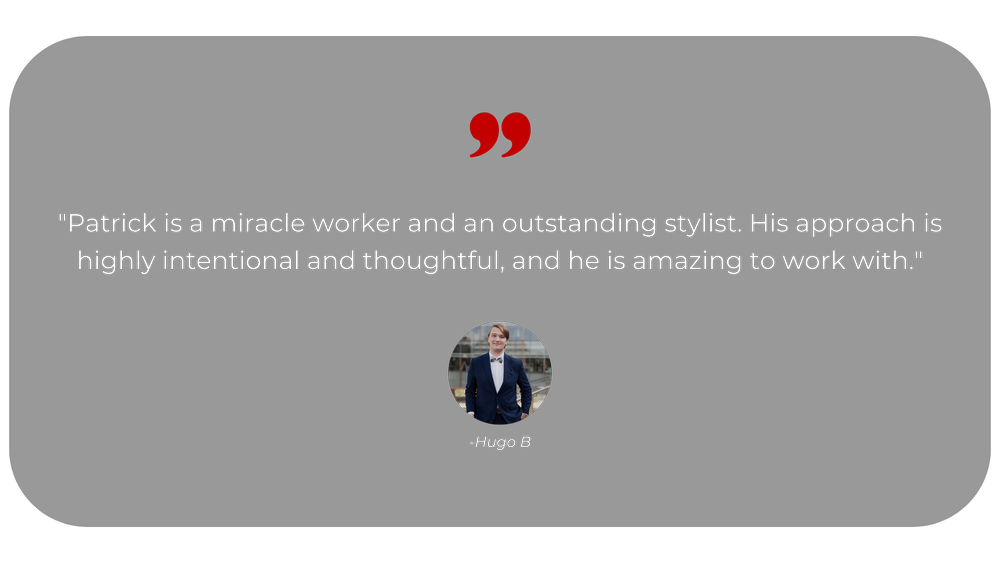 "Patrick is a miracle worker and an outstanding stylist. His approach is
highly intentional and thoughtful, and he is amazing to work with."
-Hugo B